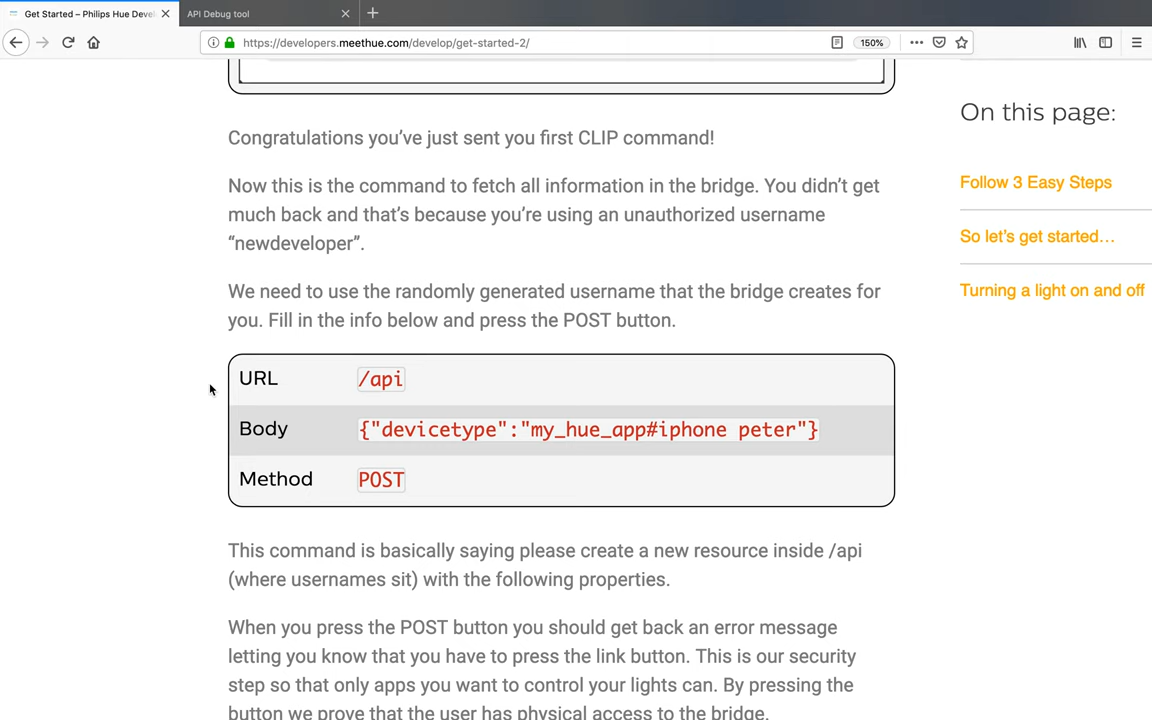 Get Started – Philips Hue Devel
API Debug tool
https://developers.meethue.com/develop/get-started-2/
150%
On this page:
Follow 3 Easy Steps
So let's get started…
Turning a light on and off
Congratulations you've just sent you first CLIP command!
Now this is the command to fetch all information in the bridge. You didn't get
much back and that's because you're using an unauthorized username
“newdeveloper”.
We need to use the randomly generated username that the bridge creates for
you. Fill in the info below and press the POST button.
URL /api
Body {"devicetype":"my_hue_app#iphone peter"}
Method POST
This command is basically saying please create a new resource inside /api
(where usernames sit) with the following properties.
When you press the POST button you should get back an error message
letting you know that you have to press the link button. This is our security
step so that only apps you want to control your lights can. By pressing the
button we prove that the user has physical access to the bridge.